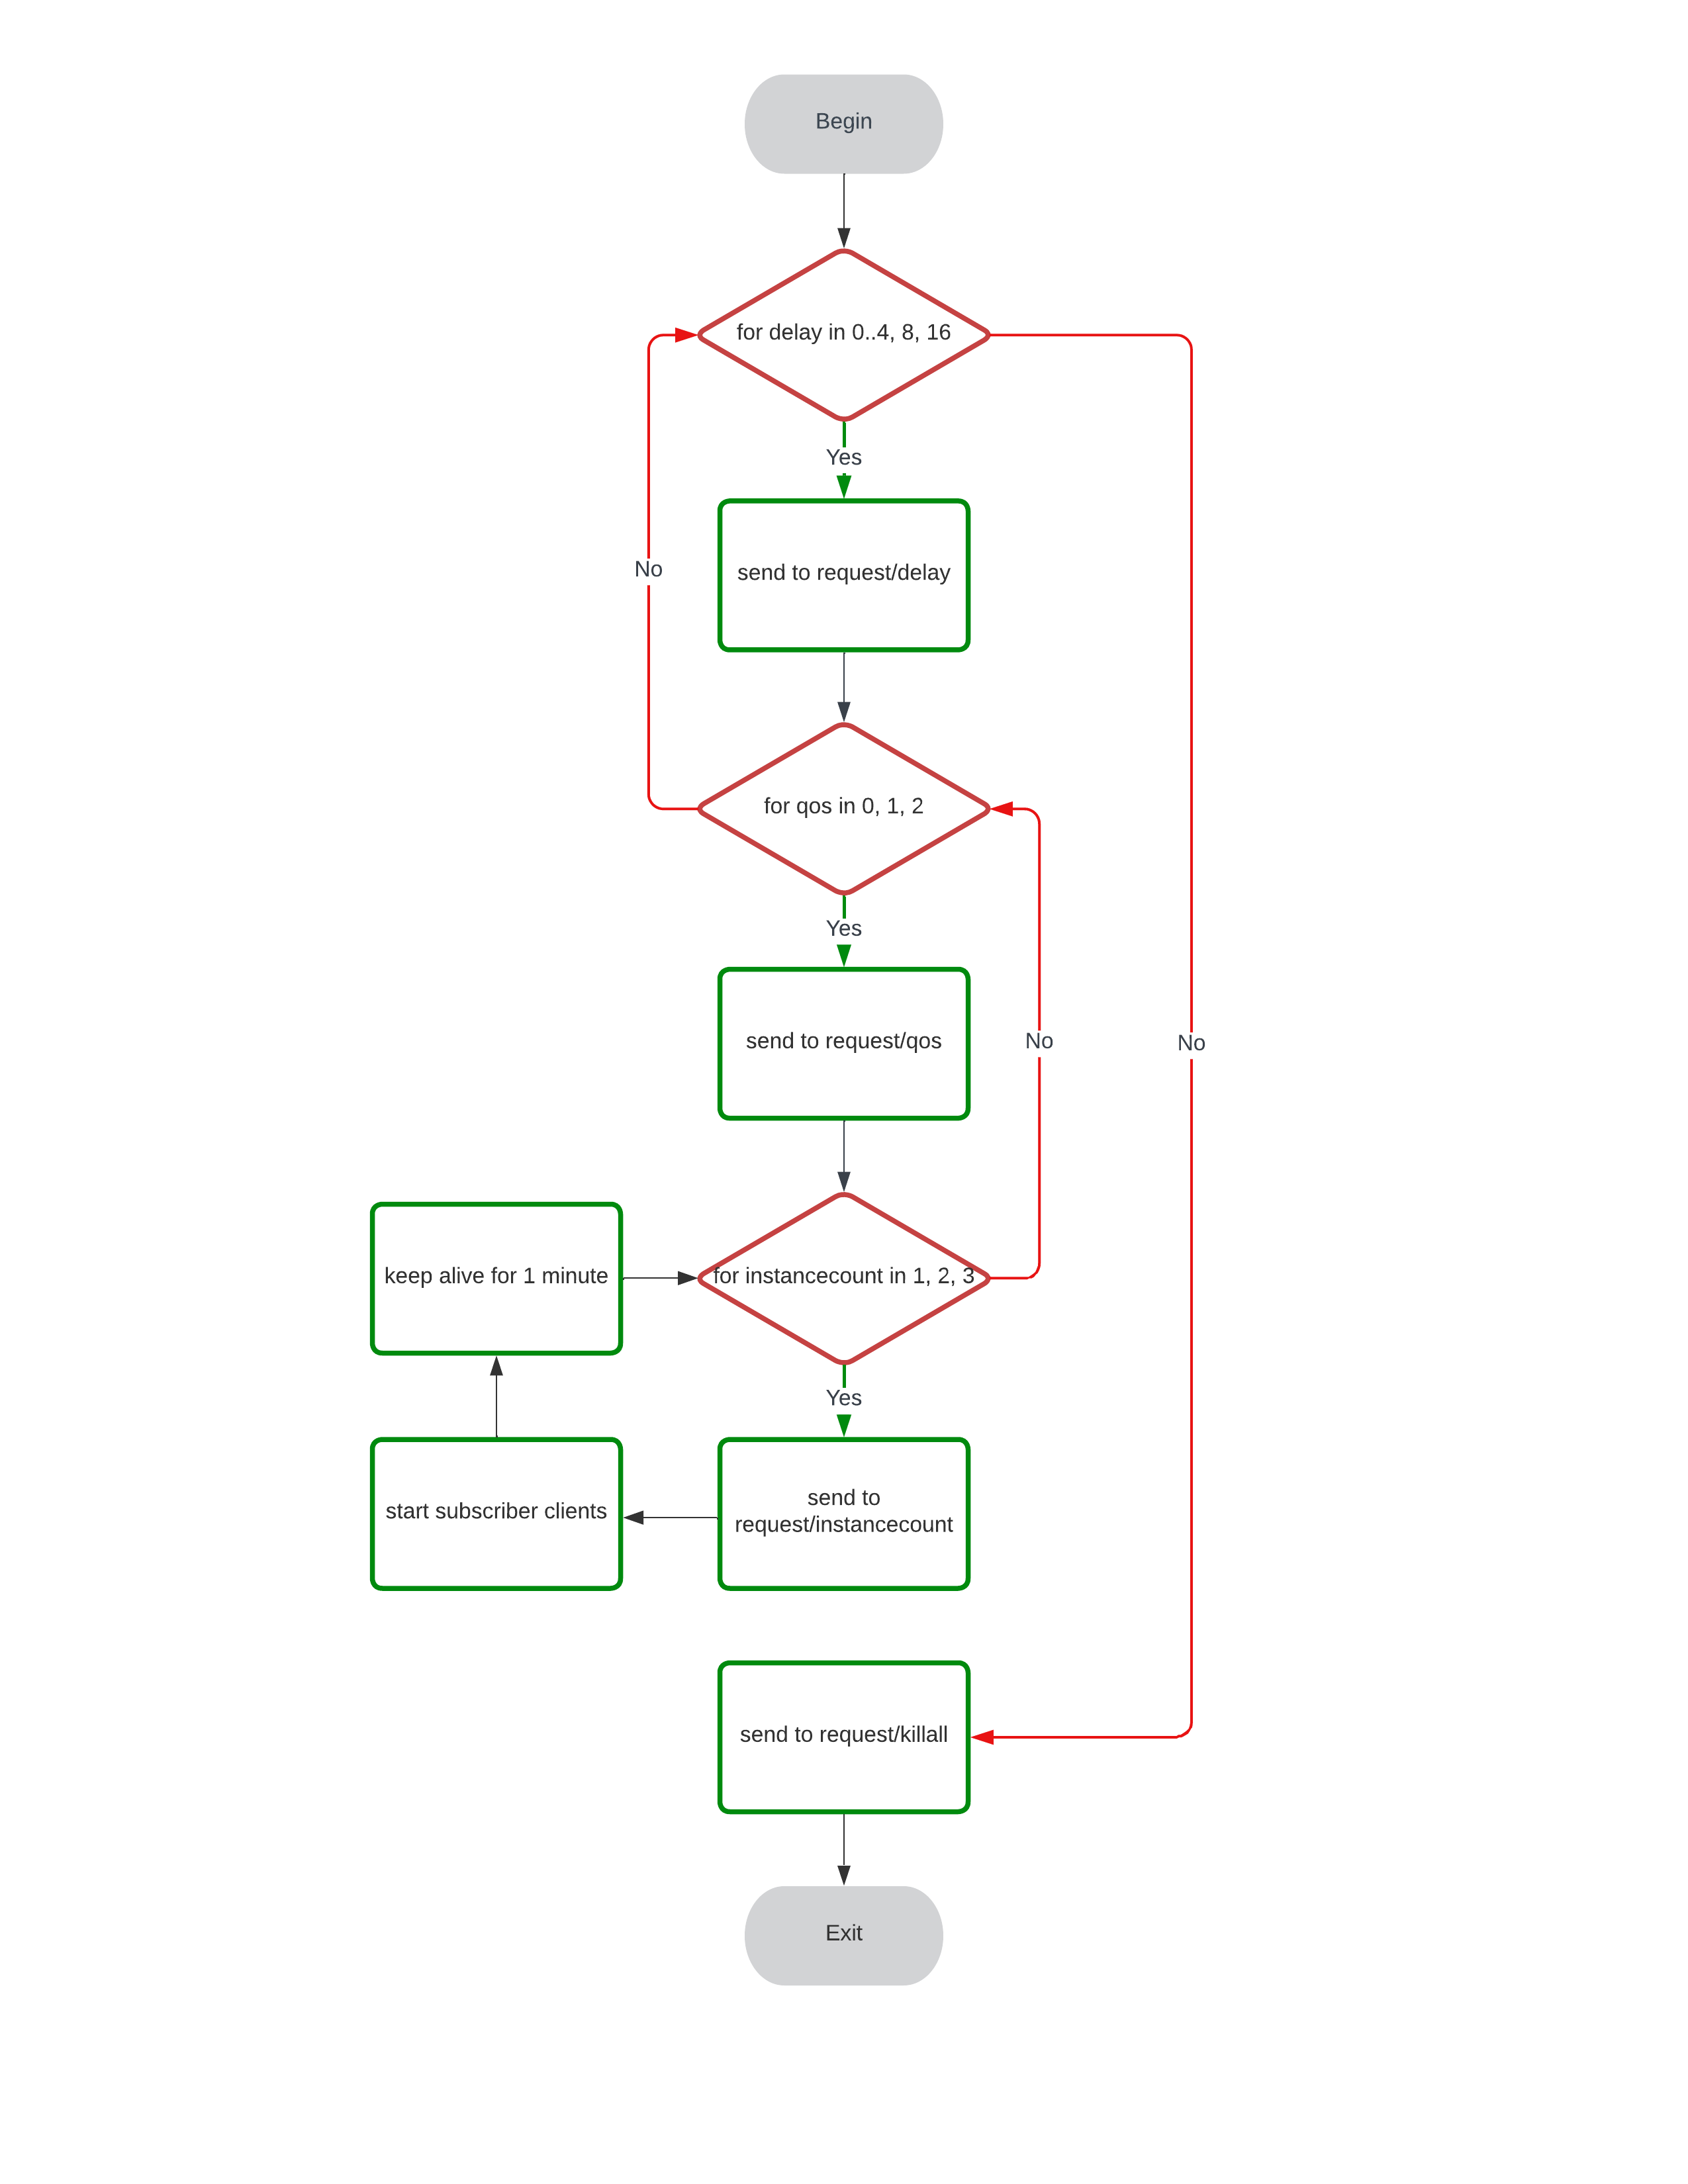 Begin
for delay in 0..4, 8, 16
Yes
send to request/delay
No
for qos in 0, 1, 2
Yes
send to request/qos
No
No
keep alive for 1 minute
for instancecount in 1, 2, 3
Yes
start subscriber clients
send to
request/instancecount
send to request/killall
Exit